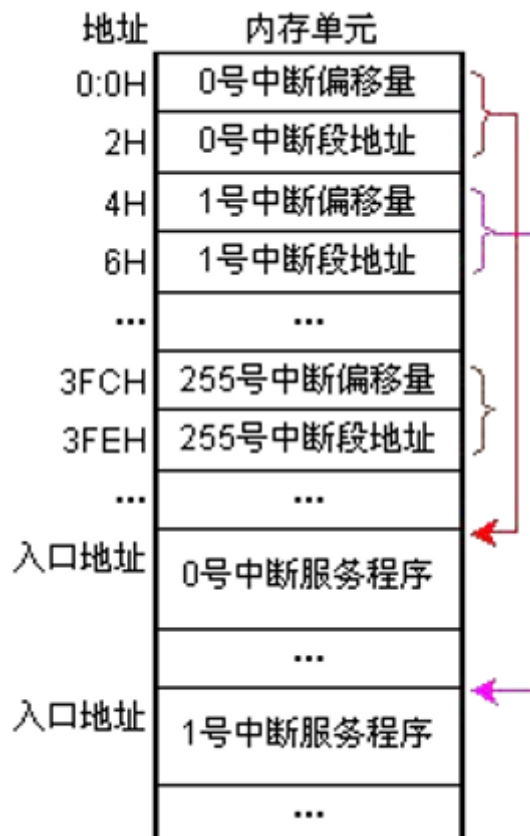 地址 内存单元
0:0H 0号中断偏移量
2H 0号中断段地址
4H 1号中断偏移量
6H 1号中断段地址
... ...
3FCH 255号中断偏移量
3FEH 255号中断段地址
... ...
入口地址 0号中断服务程序
...
入口地址 1号中断服务程序
...